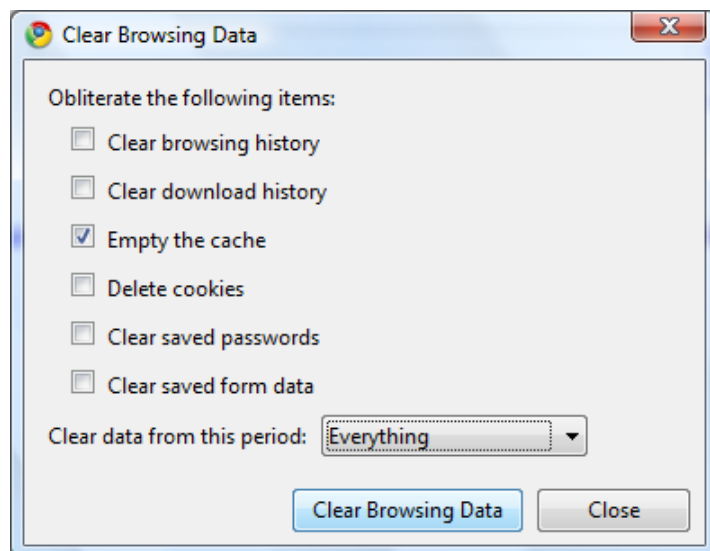 Clear Browsing Data
Obliterate the following items:
Clear browsing history
Clear download history
Empty the cache
Delete cookies
Clear saved passwords
Clear saved form data
Clear data from this period: Everything
Clear Browsing Data Close